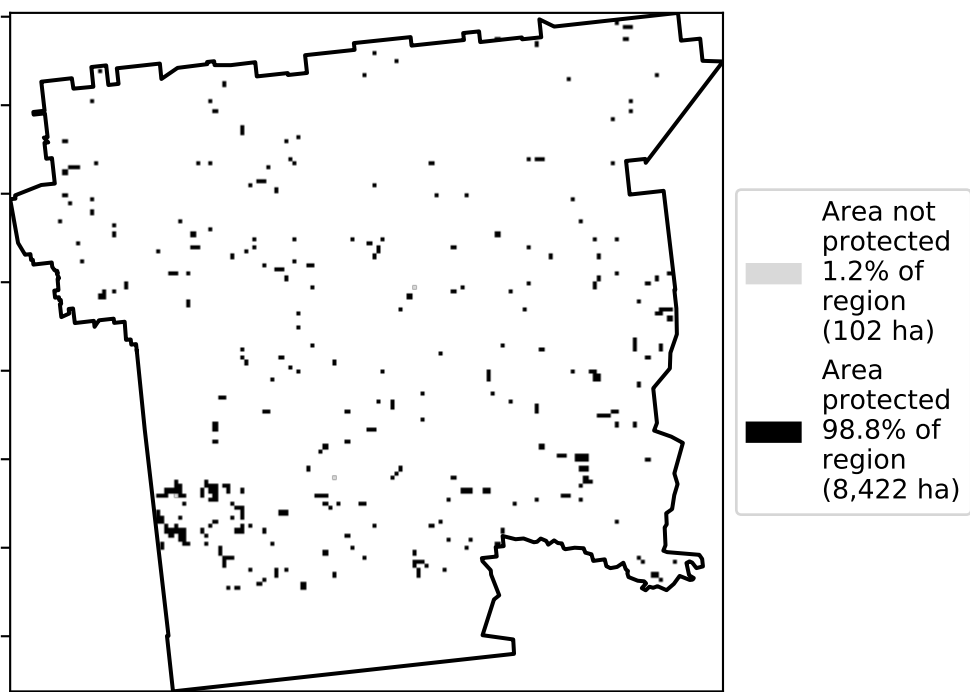 Area not
protected
1.2% of
region
(102 ha)
Area
protected
98.8% of
region
(8,422 ha)